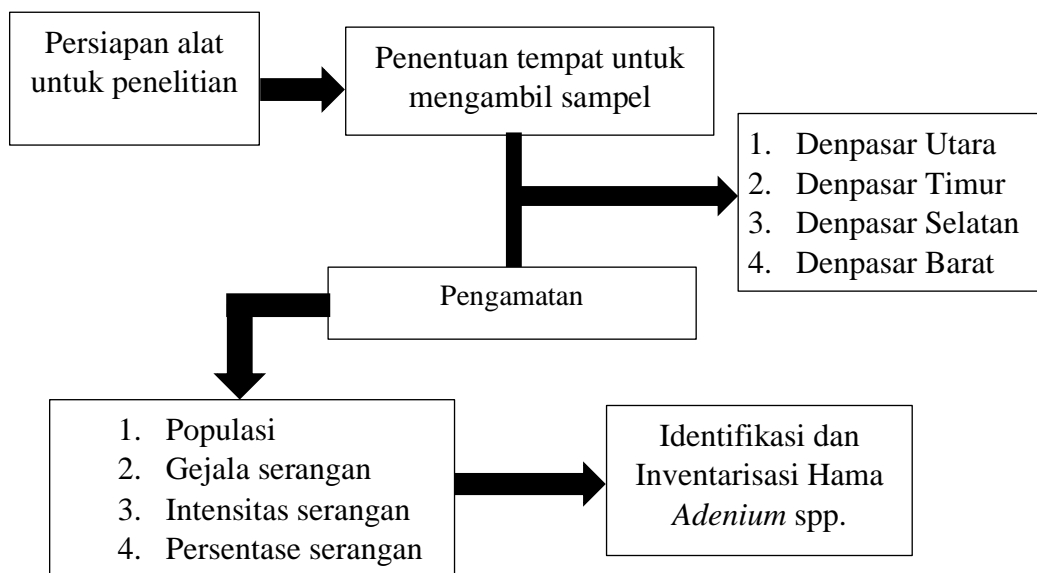 Persiapan alat
untuk penelitian
Penentuan tempat untuk
mengambil sampel
1. Denpasar Utara
2. Denpasar Timur
3. Denpasar Selatan
4. Denpasar Barat
Pengamatan
1. Populasi
2. Gejala serangan
3. Intensitas serangan
4. Persentase serangan
Identifikasi dan
Inventarisasi Hama
Adenium spp.